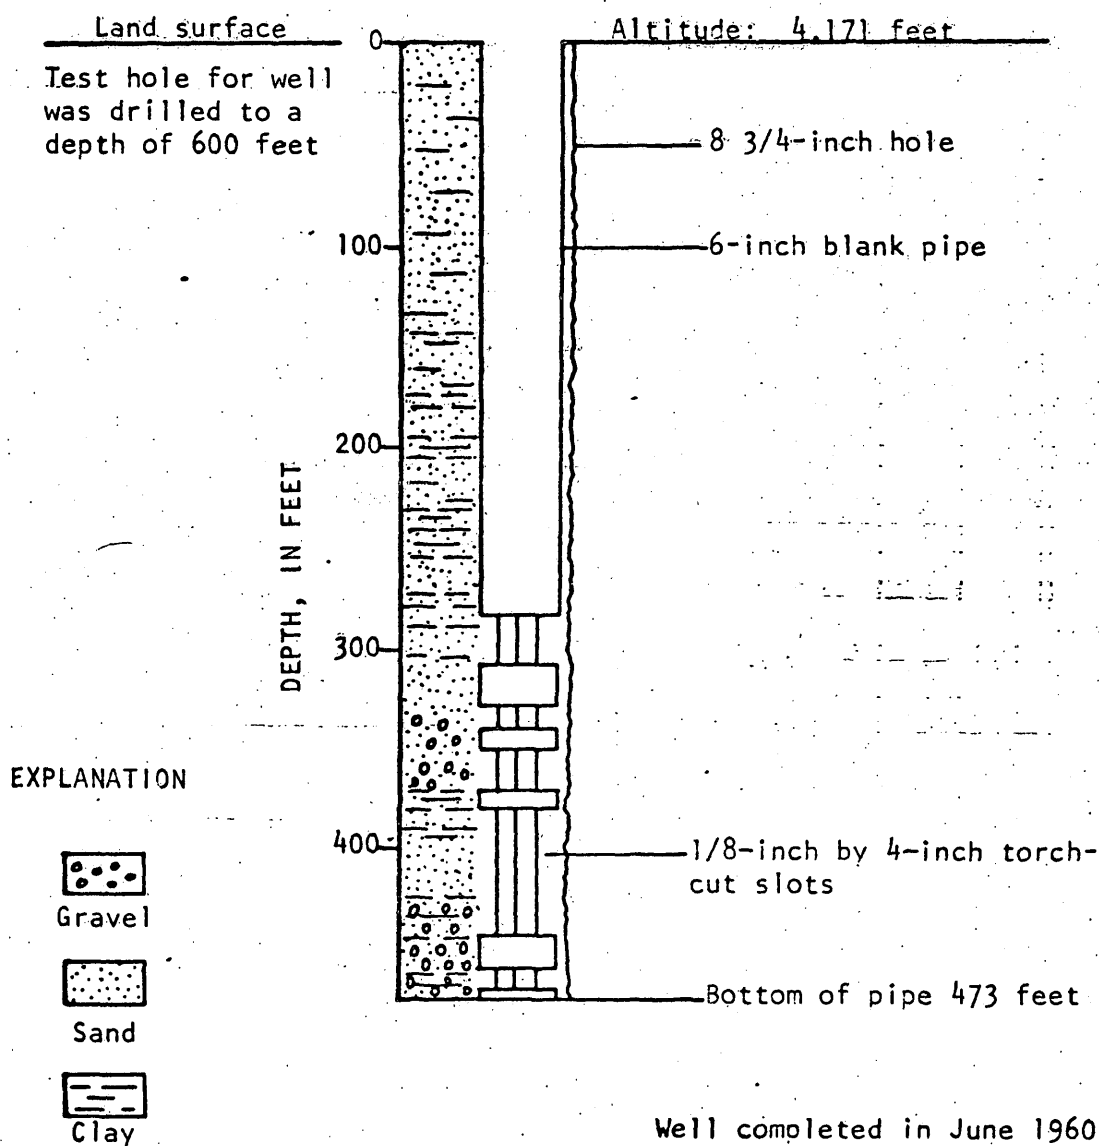 Land surface
Altitude: 4,171 feet
Test hole for well
was drilled to a
depth of 600 feet
0
8 3/4-inch hole
100
6-inch blank pipe
200
DEPTH, IN FEET
300
EXPLANATION
400
1/8-inch by 4-inch torch-
cut slots
Gravel
Bottom of pipe 473 feet
Sand
Clay
Well completed in June 1960